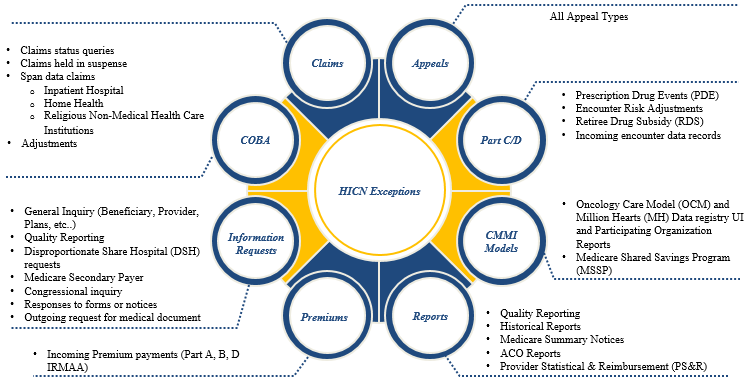 All Appeal Types
Claims
Appeals
• Claims status queries
• Claims held in suspense
• Span data claims
o Inpatient Hospital
o Home Health
o Religious Non-Medical Health Care
Institutions
• Adjustments
COBA
Part C/D
• Prescription Drug Events (PDE)
• Encounter Risk Adjustments
• Retiree Drug Subsidy (RDS)
• Incoming encounter data records
HICN Exceptions
• General Inquiry (Beneficiary, Provider,
Plans, etc..)
• Quality Reporting
• Disproportionate Share Hospital (DSH)
requests
• Medicare Secondary Payer
• Congressional inquiry
• Responses to forms or notices
• Outgoing request for medical document
Information
Requests
CMMI
Models
• Oncology Care Model (OCM) and
Million Hearts (MH) Data registry UI
and Participating Organization
Reports
• Medicare Shared Savings Program
(MSSP)
Premiums
Reports
• Quality Reporting
• Historical Reports
• Medicare Summary Notices
• ACO Reports
• Provider Statistical & Reimbursement (PS&R)
• Incoming Premium payments (Part A, B, D
IRMAA)